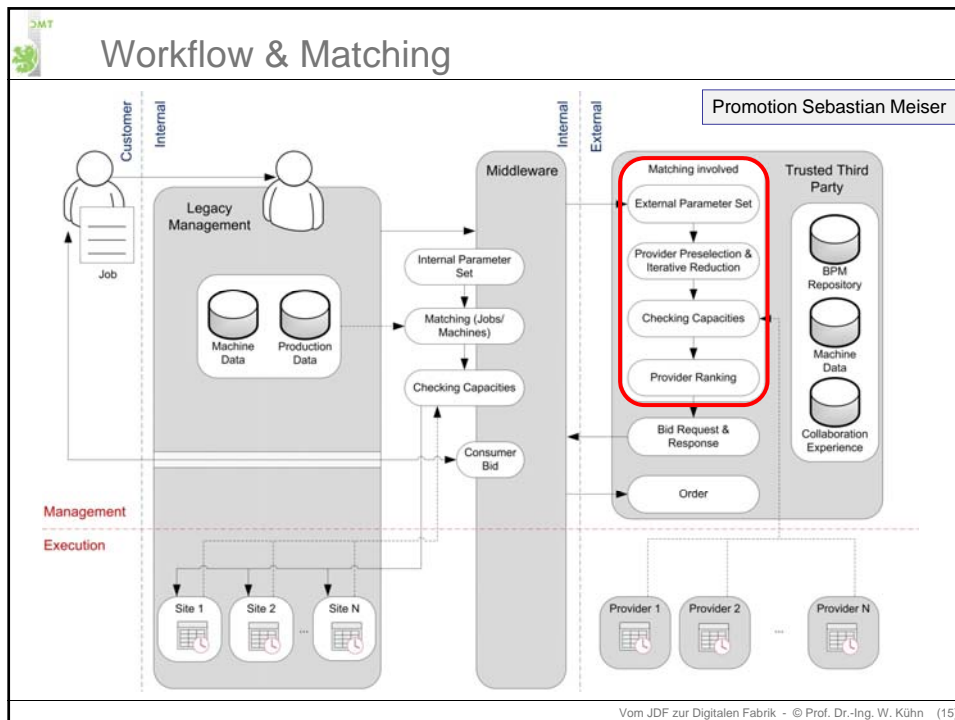 DMT
Workflow & Matching
Promotion Sebastian Meiser
Customer
Internal
Internal
External
Job
Legacy
Management
Machine
Data
Production
Data
Middleware
Internal Parameter
Set
Matching (Jobs/
Machines)
Checking Capacities
Consumer
Bid
Matching involved
External Parameter Set
Provider Preselection &
Iterative Reduction
Checking Capacities
Provider Ranking
Bid Request &
Response
Order
Trusted Third
Party
BPM
Repository
Machine
Data
Collaboration
Experience
Management
Execution
Site 1
Site 2
...
Site N
Provider 1
Provider 2
...
Provider N
Vom JDF zur Digitalen Fabrik - © Prof. Dr.-Ing. W. Kühn (15